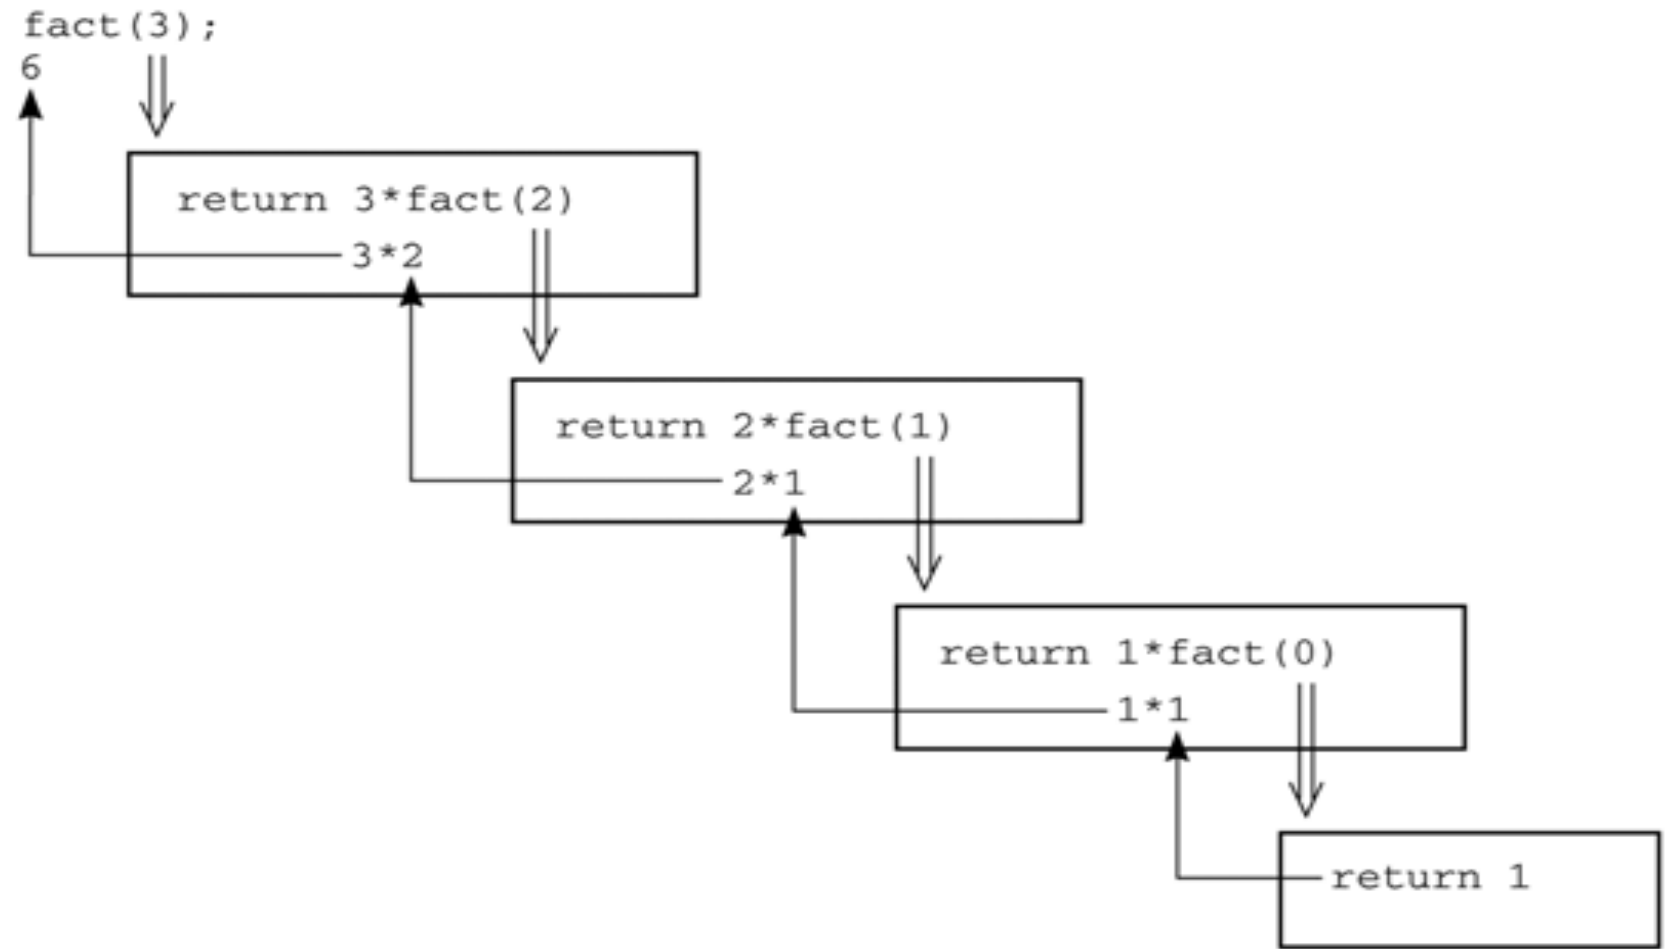 fact(3);
6
return 3*fact(2)
3*2
return 2*fact(1)
2*1
return 1*fact(0)
1*1
return 1